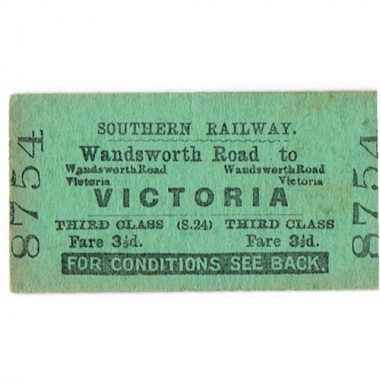 SOUTHERN RAILWAY.
Wandsworth Road to
Wandsworth Road Wandsworth Road
Victoria Victoria
VICTORIA
THIRD CLASS (S.24) THIRD CLASS
Fare 3½d. Fare 3½d.
FOR CONDITIONS SEE BACK.
8754
8754